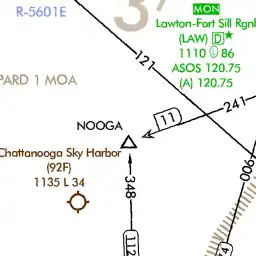 R-5601E
MON
Lawton-Fort Sill Rgnl
(LAW) D★
1110 86
ASOS 120.75
(A) 120.75
121
PARD 1 MOA
241
11
NOOGA
Chattanooga Sky Harbor
(92F)
1135 L 34
348
006
112